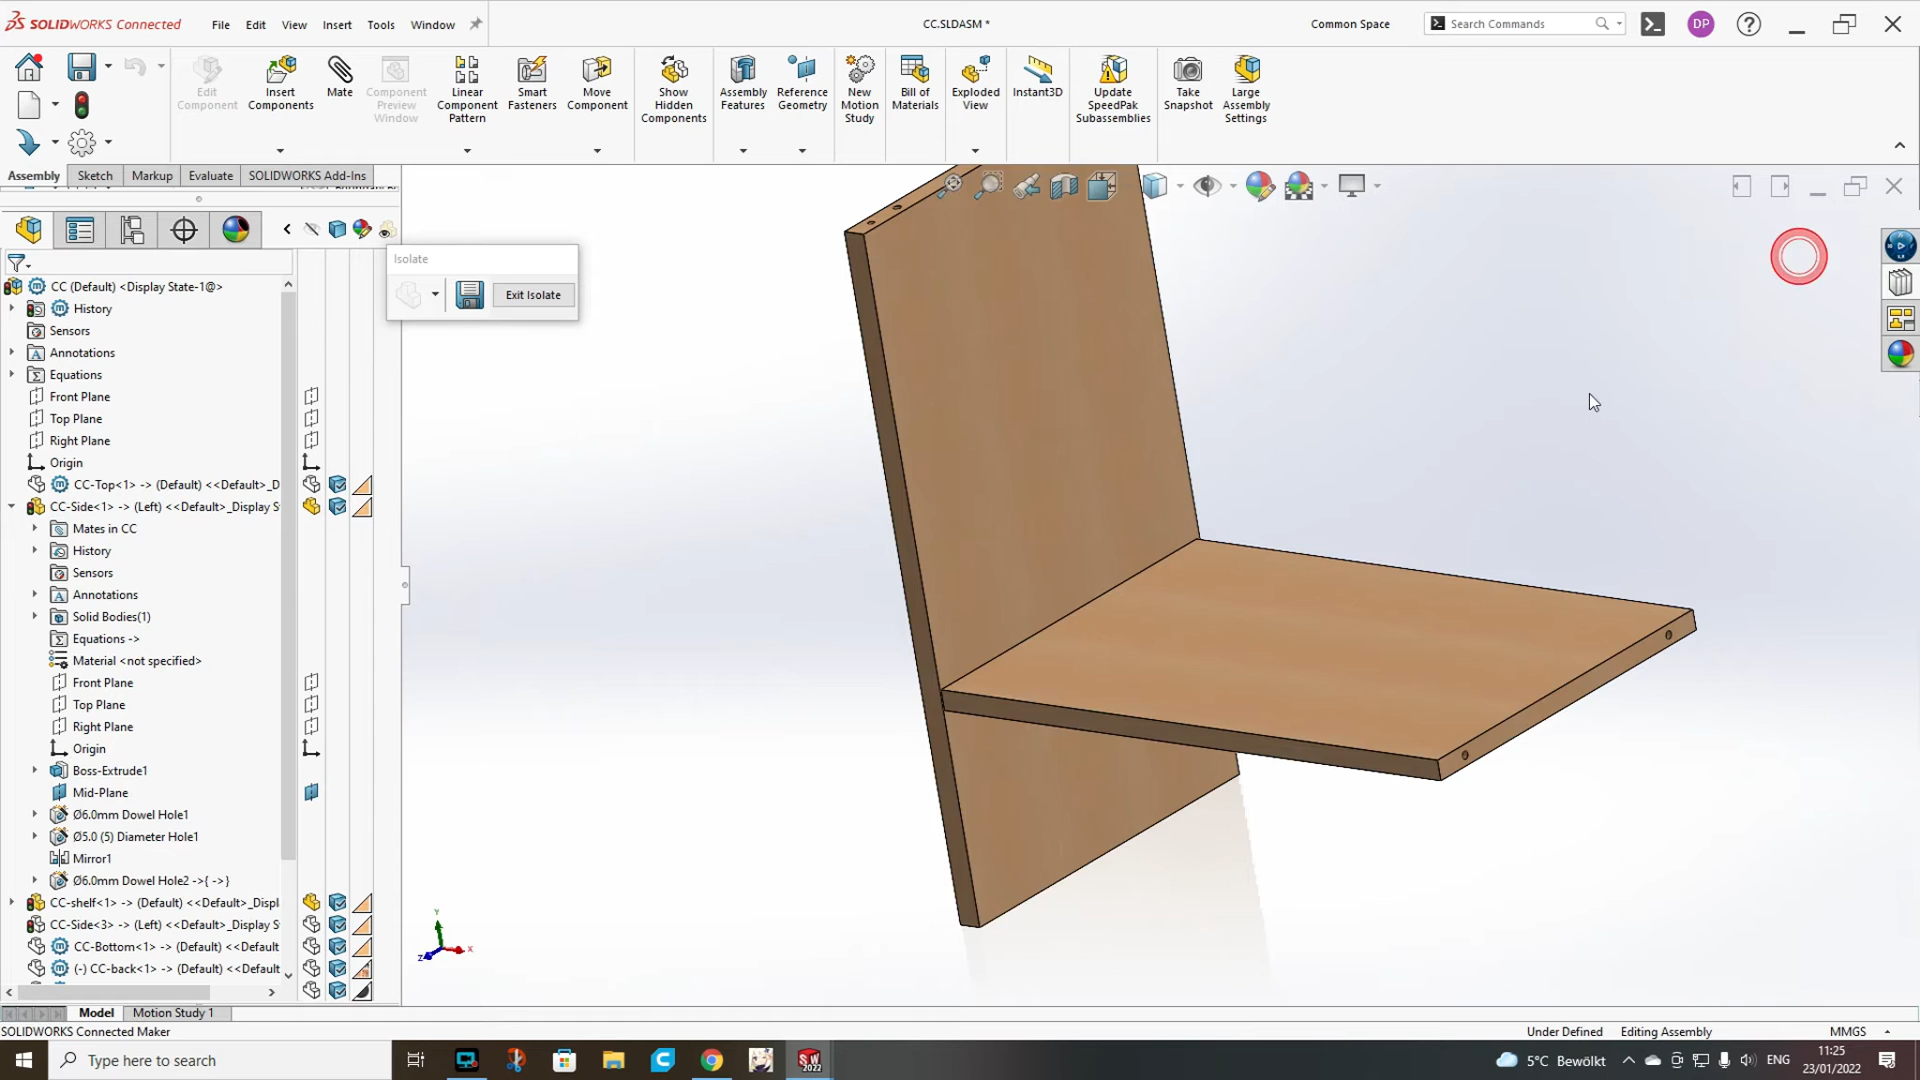 SOLIDWORKS Connected
File Edit View Insert Tools Window
CC.SLDASM *
Common Space
Search Commands
DP
Edit Component
Insert Components
Mate
Component Preview Window
Linear Component Pattern
Smart Fasteners
Move Component
Show Hidden Components
Assembly Features
Reference Geometry
New Motion Study
Bill of Materials
Exploded View
Instant3D
Update SpeedPak Subassemblies
Take Snapshot
Large Assembly Settings
Assembly Sketch Markup Evaluate SOLIDWORKS Add-Ins
Isolate
Exit Isolate
CC (Default) <Display State-1@>
History
Sensors
Annotations
Equations
Front Plane
Top Plane
Right Plane
Origin
CC-Top<1> -> (Default) <<Default>_D
CC-Side<1> -> (Left) <<Default>_Display S
Mates in CC
History
Sensors
Annotations
Solid Bodies(1)
Equations ->
Material <not specified>
Front Plane
Top Plane
Right Plane
Origin
Boss-Extrude1
Mid-Plane
Ø6.0mm Dowel Hole1
Ø5.0 (5) Diameter Hole1
Mirror1
Ø6.0mm Dowel Hole2 ->{ ->}
CC-shelf<1> -> (Default) <<Default>_Displ
CC-Side<3> -> (Left) <<Default>_Display S
CC-Bottom<1> -> (Default) <<Default
(-) CC-back<1> -> (Default) <<Default
Y
X
Z
Model Motion Study 1
SOLIDWORKS Connected Maker
Under Defined Editing Assembly MMGS
Type here to search
SW 2022
5°C Bewölkt
ENG
11:25
23/01/2022